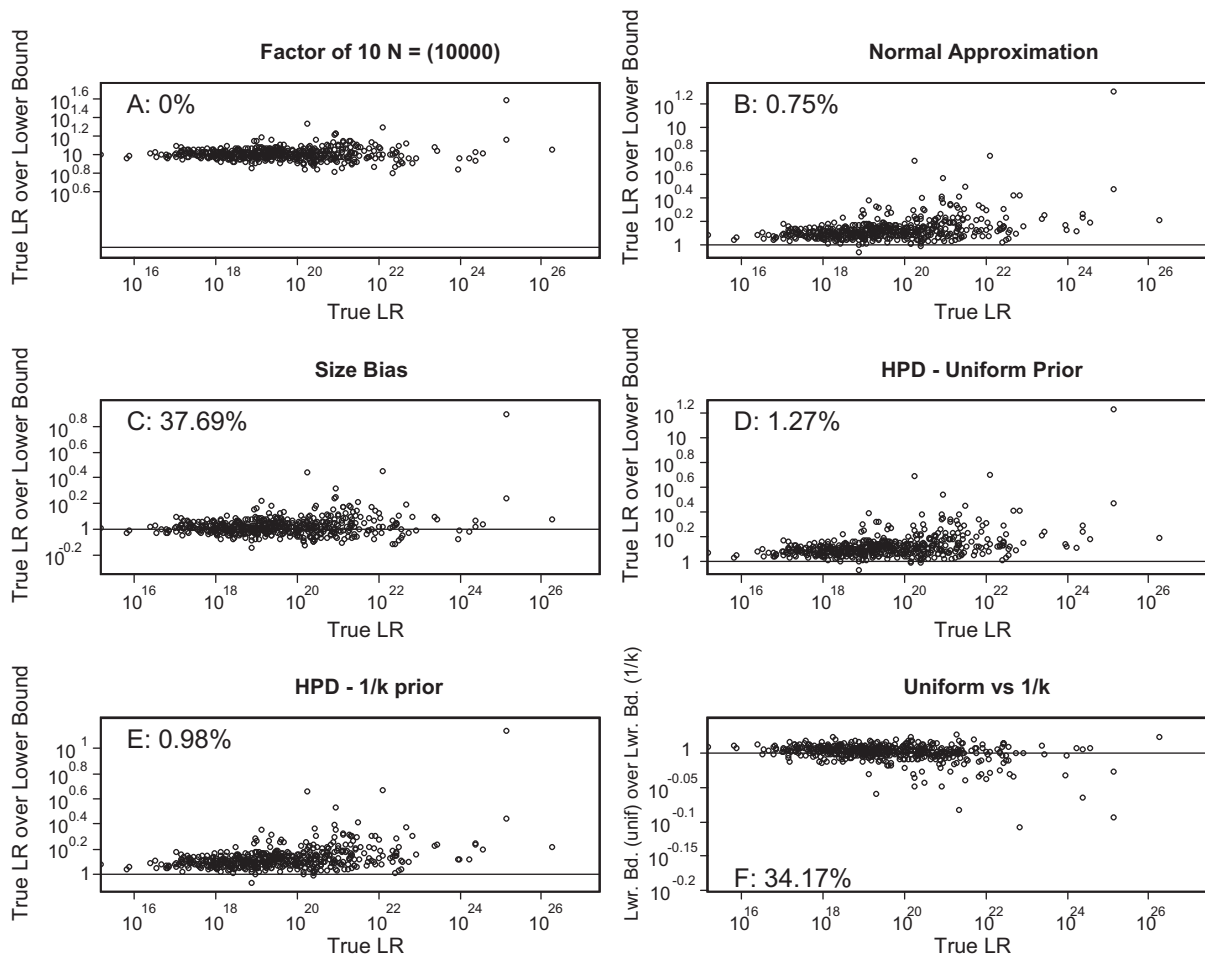 Factor of 10 N = (10000)
True LR over Lower Bound
A: 0%
10^1.6
10^1.4
10^1.2
10
10^0.8
10^0.6
10^16 10^18 10^20 10^22 10^24 10^26
True LR
Normal Approximation
True LR over Lower Bound
B: 0.75%
10^1.2
10
10^0.8
10^0.6
10^0.4
10^0.2
1
10^16 10^18 10^20 10^22 10^24 10^26
True LR
Size Bias
True LR over Lower Bound
C: 37.69%
10^0.8
10^0.6
10^0.4
10^0.2
1
10^-0.2
10^16 10^18 10^20 10^22 10^24 10^26
True LR
HPD - Uniform Prior
True LR over Lower Bound
D: 1.27%
10^1.2
10
10^0.8
10^0.6
10^0.4
10^0.2
1
10^16 10^18 10^20 10^22 10^24 10^26
True LR
HPD - 1/k prior
True LR over Lower Bound
E: 0.98%
10^1
10^0.8
10^0.6
10^0.4
10^0.2
1
10^16 10^18 10^20 10^22 10^24 10^26
True LR
Uniform vs 1/k
Lwr. Bd. (unif) over Lwr. Bd. (1/k)
1
10^-0.05
10^-0.1
10^-0.15
10^-0.2
F: 34.17%
10^16 10^18 10^20 10^22 10^24 10^26
True LR